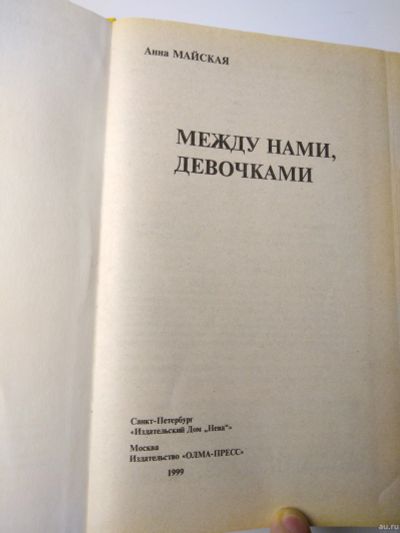 Анна МАЙСКАЯ
МЕЖДУ НАМИ,
ДЕВОЧКАМИ
Санкт-Петербург
«Издательский Дом „Нева“»
Москва
Издательство «ОЛМА-ПРЕСС»
1999
au.ru